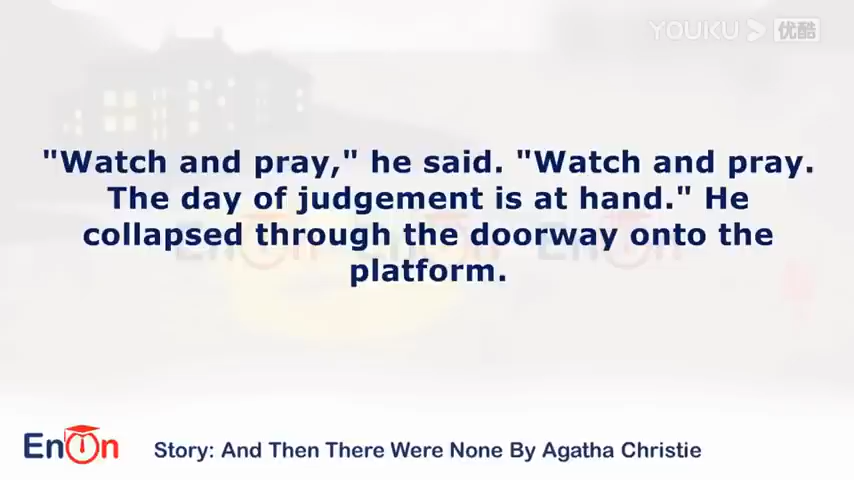 YOUKU 优酷
"Watch and pray," he said. "Watch and pray.
The day of judgement is at hand." He
collapsed through the doorway onto the
platform.
EnOn
Story: And Then There Were None By Agatha Christie